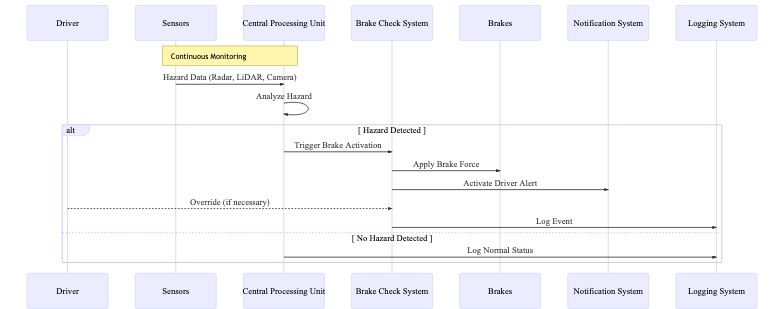 Driver
Sensors
Central Processing Unit
Brake Check System
Brakes
Notification System
Logging System
Continuous Monitoring
Hazard Data (Radar, LiDAR, Camera)
Analyze Hazard
alt
[ Hazard Detected ]
Trigger Brake Activation
Apply Brake Force
Activate Driver Alert
Override (if necessary)
Log Event
[ No Hazard Detected ]
Log Normal Status
Driver
Sensors
Central Processing Unit
Brake Check System
Brakes
Notification System
Logging System